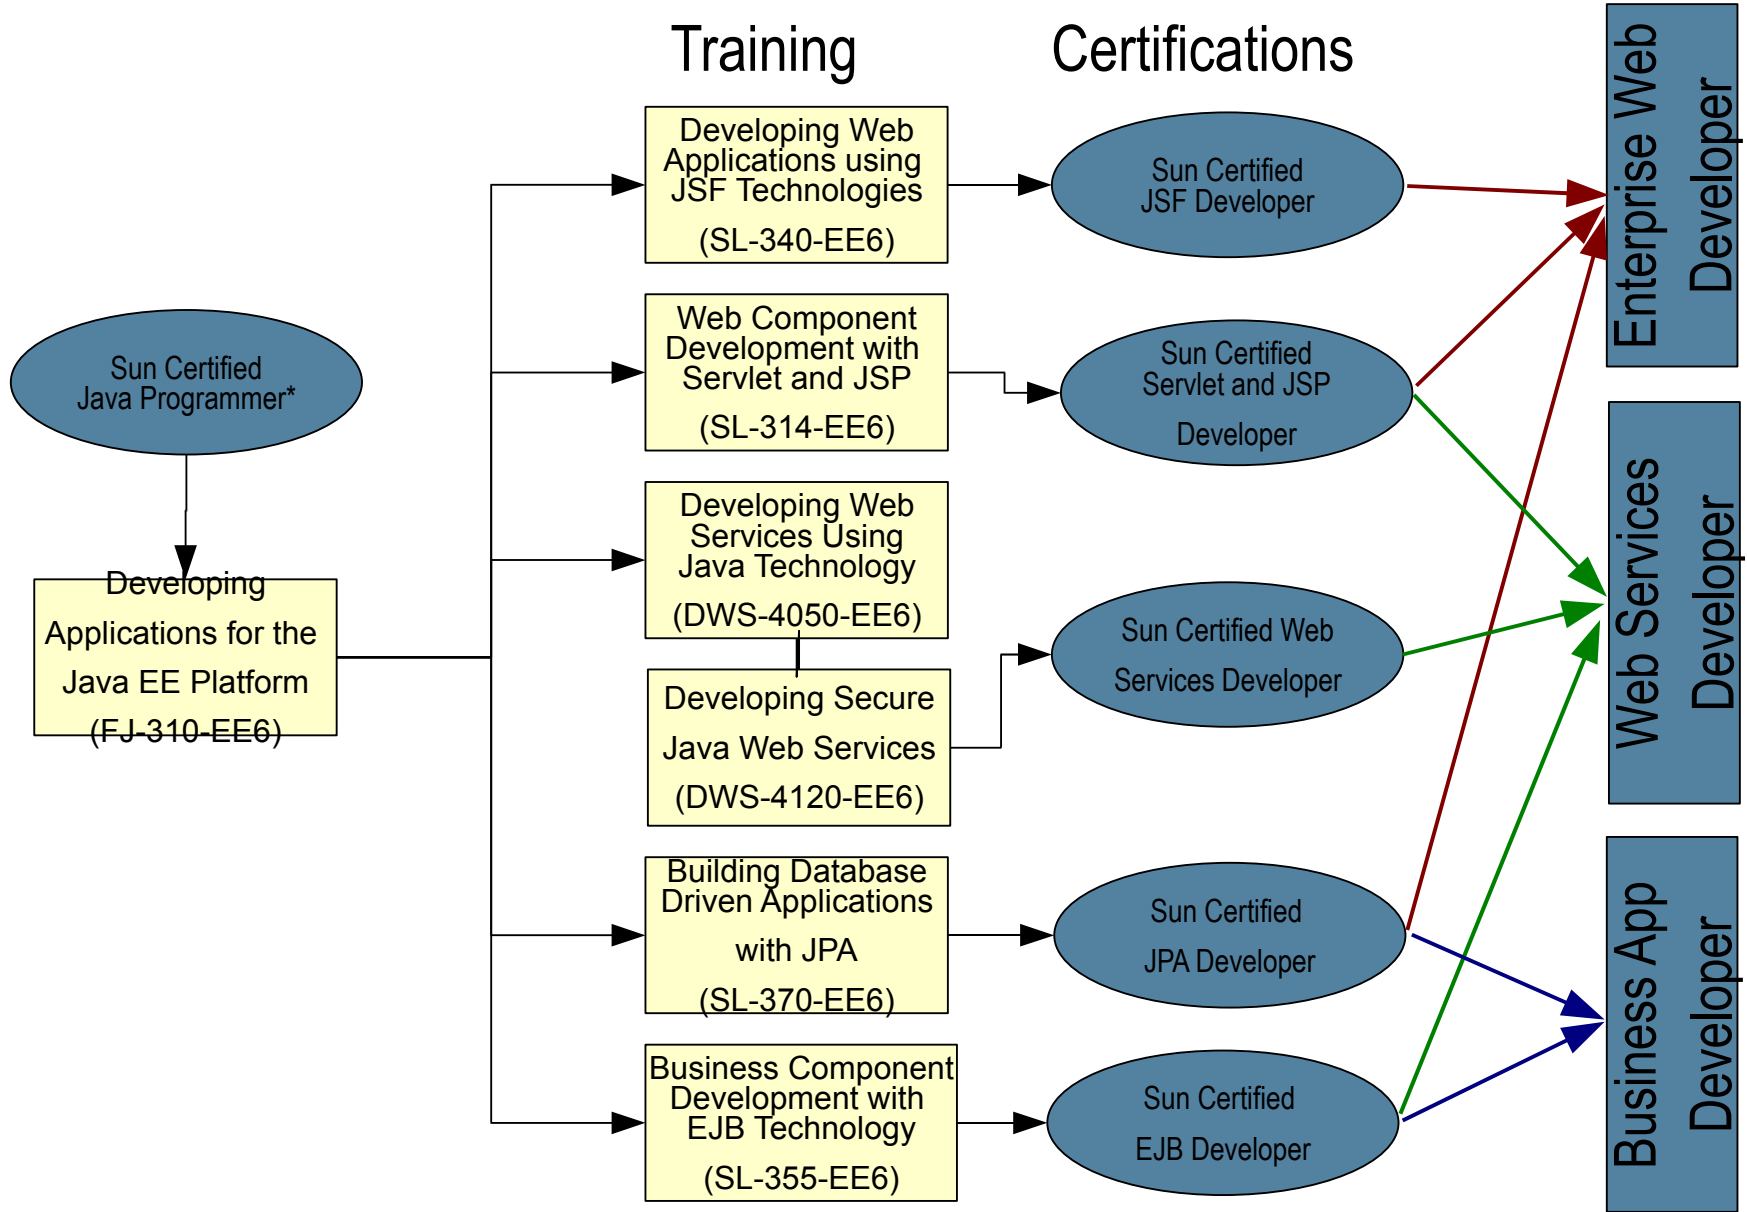 Training
Certifications
Sun Certified
Java Programmer*
Developing
Applications for the
Java EE Platform
(FJ-310-EE6)
Developing Web
Applications using
JSF Technologies
(SL-340-EE6)
Web Component
Development with
Servlet and JSP
(SL-314-EE6)
Developing Web
Services Using
Java Technology
(DWS-4050-EE6)
Developing Secure
Java Web Services
(DWS-4120-EE6)
Building Database
Driven Applications
with JPA
(SL-370-EE6)
Business Component
Development with
EJB Technology
(SL-355-EE6)
Sun Certified
JSF Developer
Sun Certified
Servlet and JSP
Developer
Sun Certified Web
Services Developer
Sun Certified
JPA Developer
Sun Certified
EJB Developer
Enterprise Web
Developer
Web Services
Developer
Business App
Developer